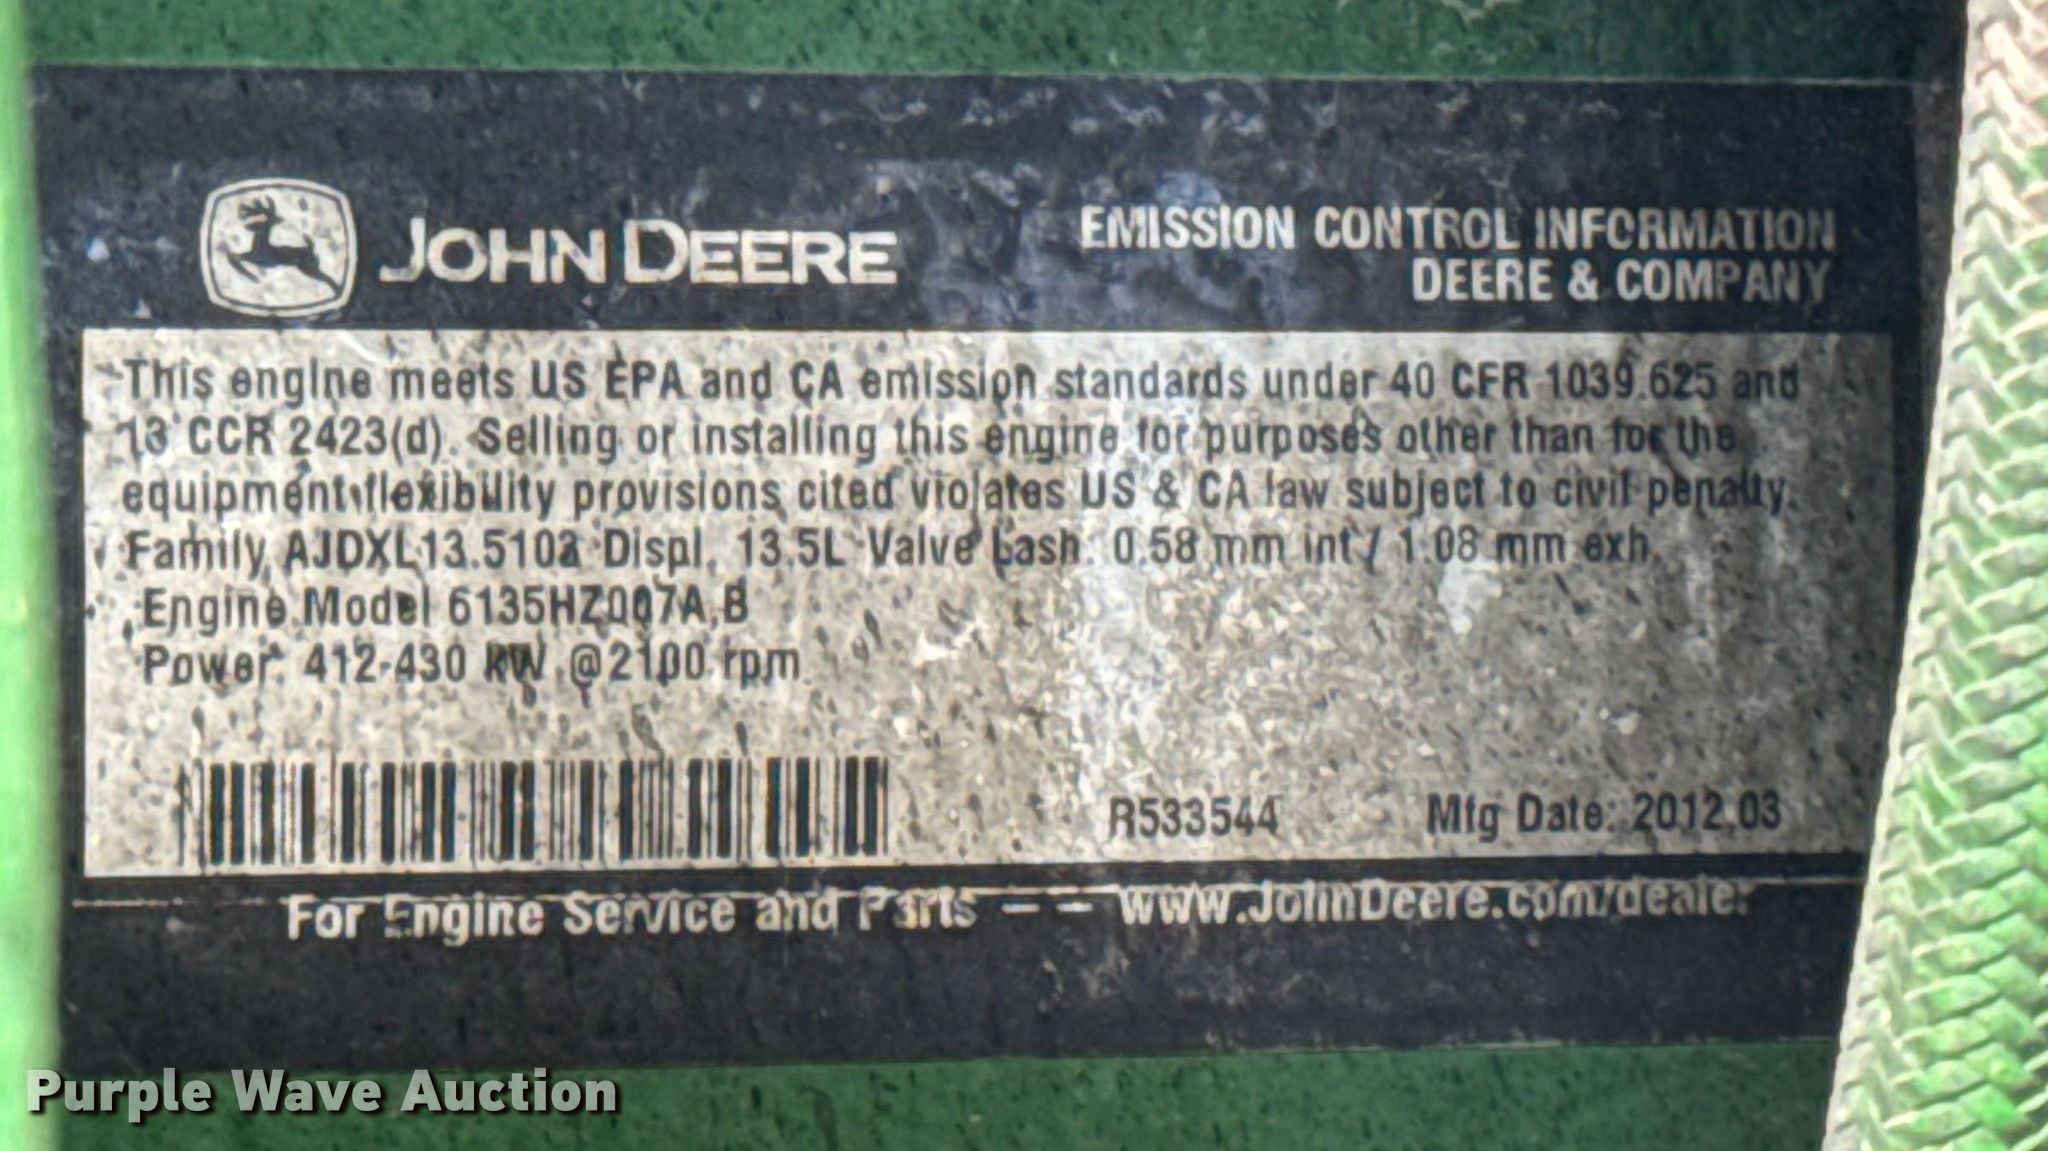 JOHN DEERE
EMISSION CONTROL INFORMATION
DEERE & COMPANY
This engine meets US EPA and CA emission standards under 40 CFR 1039.625 and
13 CCR 2423(d). Selling or installing this engine for purposes other than for the
equipment flexibility provisions cited violates US & CA law subject to civil penalty.
Family AJDXL13.5102 Displ. 13.5L Valve Lash: 0.58 mm int / 1.08 mm exh.
Engine Model 6135HZ007A,B
Power: 412-430 kW @2100 rpm
R533544 Mfg Date: 2012.03
For Engine Service and Parts -- www.JohnDeere.com/dealer
Purple Wave Auction